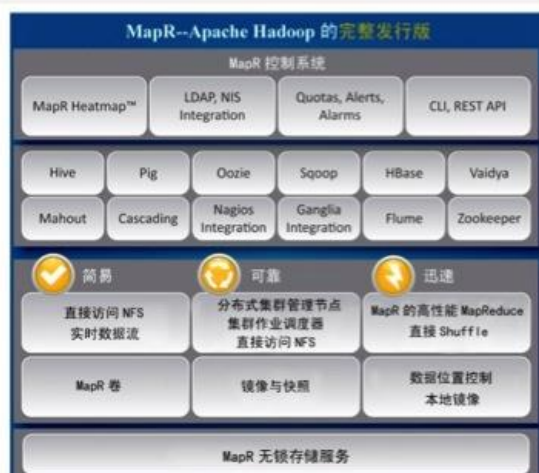 MapR--Apache Hadoop 的完整发行版
MapR 控制系统
MapR Heatmap™
LDAP, NIS
Integration
Quotas, Alerts,
Alarms
CLI, REST API
Hive
Pig
Oozie
Sqoop
HBase
Vaidya
Mahout
Cascading
Nagios
Integration
Ganglia
Integration
Flume
Zookeeper
简易
可靠
迅速
直接访问 NFS
实时数据流
分布式集群管理节点
集群作业调度器
直接访问 NFS
MapR 的高性能 MapReduce
直接 Shuffle
MapR 卷
镜像与快照
数据位置控制
本地镜像
MapR 无锁存储服务